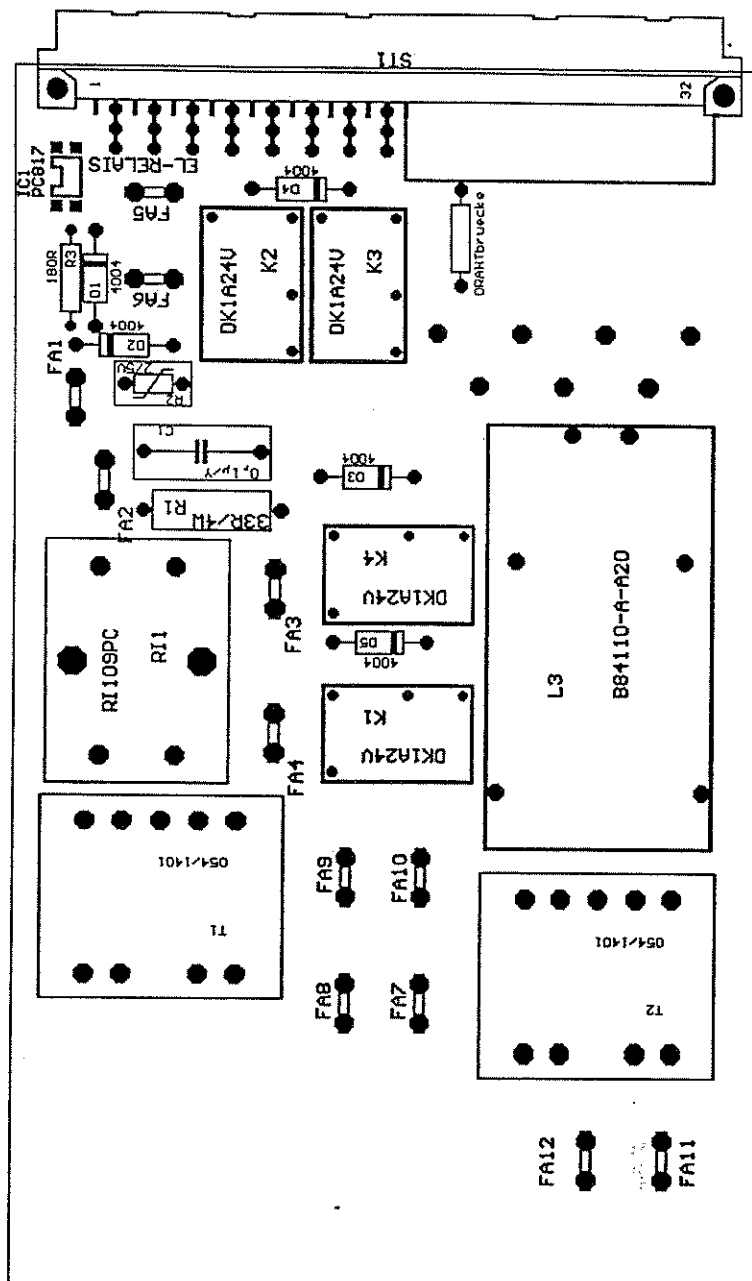 ST1
1
32
IC1
PC817
EL-RELAIS
FA5
4004
D4
DRAHTbruecke
180R
R3
D1
4004
FA6
DK1A24V
K2
DK1A24V
K3
4004
D2
FA1
275V
R2
C1
0,1µ/Y
FA2
R1
33R/4W
4004
D3
K4
DK1A24V
FA3
RI109PC
RI1
D5
4004
L3
B84110-A-A20
K1
DK1A24V
FA4
054/1401
T1
FA9
FA10
054/1401
T2
FA8
FA7
FA12
FA11